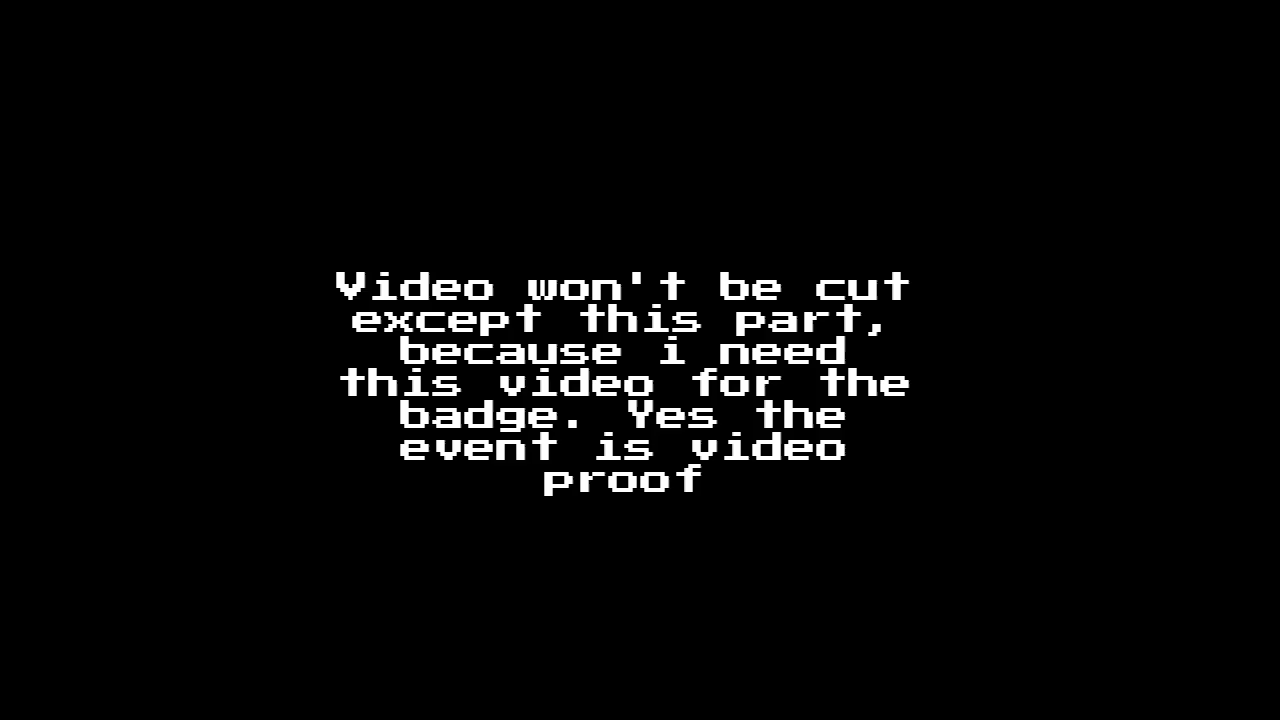 Video won't be cut
except this part,
because i need
this video for the
badge. Yes the
event is video
proof